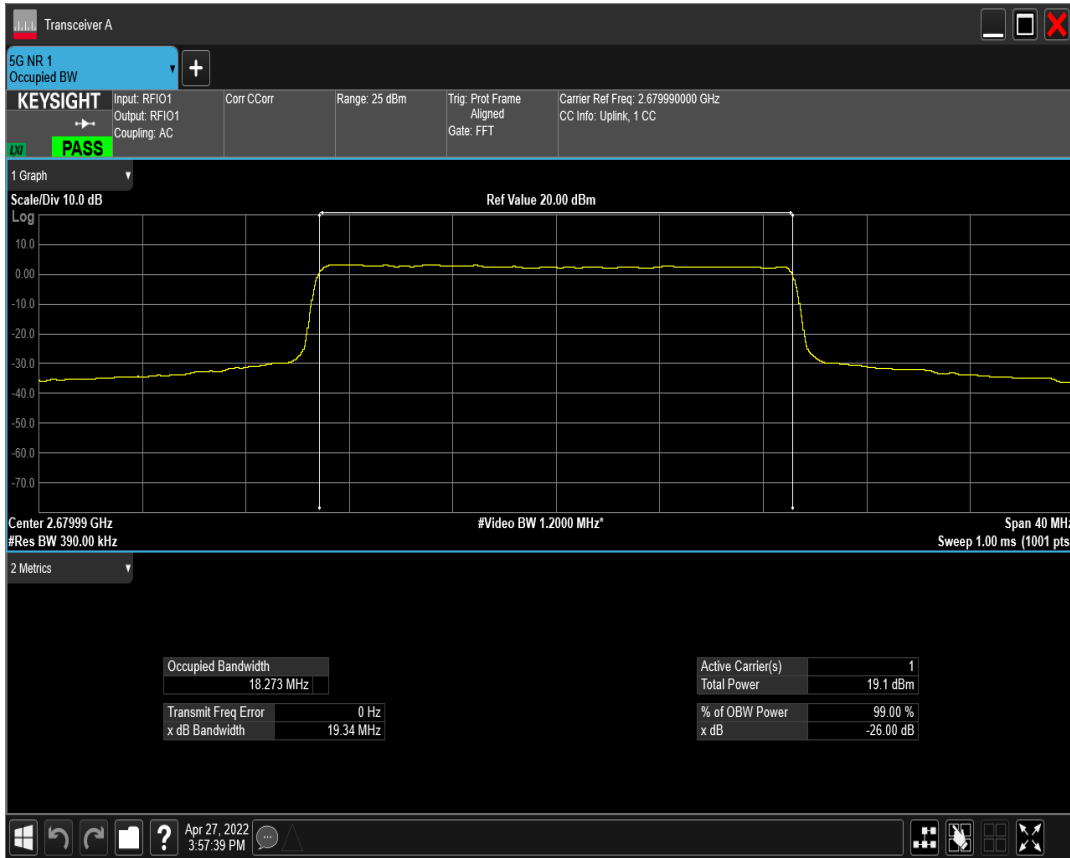 Transceiver A
5G NR 1
Occupied BW
+
KEYSIGHT
LXI
PASS
Input: RFIO1
Output: RFIO1
Coupling: AC
Corr CCorr
Range: 25 dBm
Trig: Prot Frame
Aligned
Gate: FFT
Carrier Ref Freq: 2.679990000 GHz
CC Info: Uplink, 1 CC
1 Graph
Scale/Div 10.0 dB
Ref Value 20.00 dBm
Log
10.0
0.00
-10.0
-20.0
-30.0
-40.0
-50.0
-60.0
-70.0
Center 2.67999 GHz
#Video BW 1.2000 MHz*
Span 40 MHz
#Res BW 390.00 kHz
Sweep 1.00 ms (1001 pts
2 Metrics
Occupied Bandwidth
18.273 MHz
Transmit Freq Error 0 Hz
x dB Bandwidth 19.34 MHz
Active Carrier(s) 1
Total Power 19.1 dBm
% of OBW Power 99.00 %
x dB -26.00 dB
?
Apr 27, 2022
3:57:39 PM